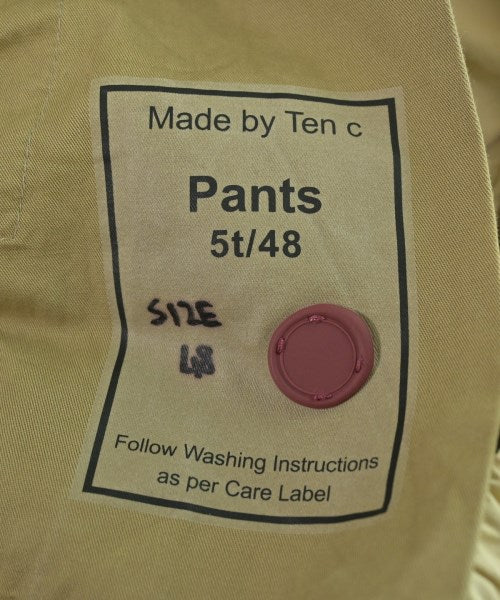 Made by Ten c
Pants
5t/48
SIZE
48
Follow Washing Instructions
as per Care Label